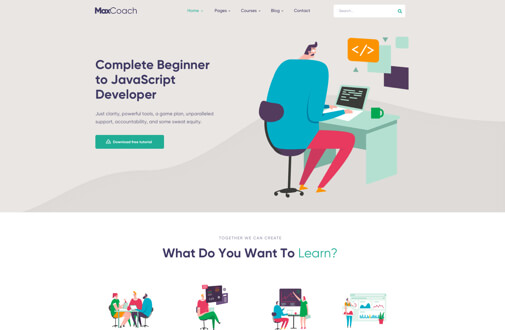 MaxCoach
Home Pages Courses Blog Contact
Search...
Complete Beginner
to JavaScript
Developer
Just clarity, powerful tools, a game plan, unparalleled
support, accountability, and some sweat equity.
Download free tutorial
</>
TOGETHER WE CAN CREATE
What Do You Want To Learn?